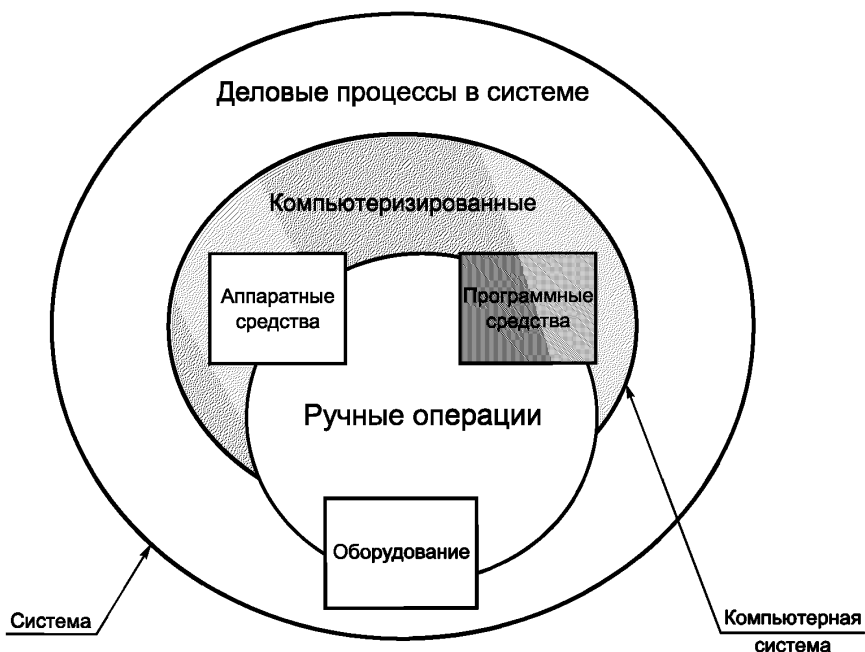 Деловые процессы в системе
Компьютеризированные
Аппаратные
средства
Программные
средства
Ручные операции
Оборудование
Система
Компьютерная
система